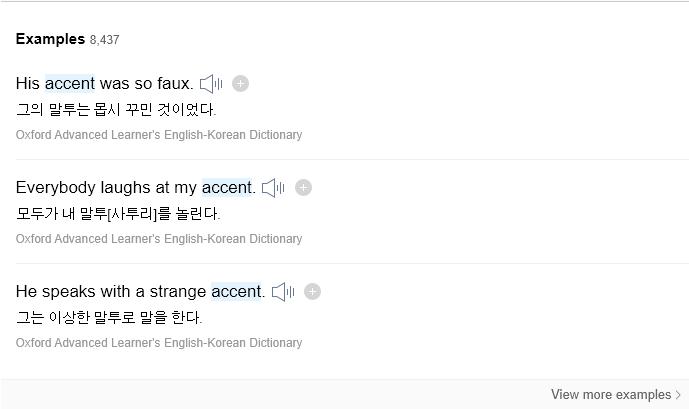 Examples 8,437
His accent was so faux.
그의 말투는 몹시 꾸민 것이었다.
Oxford Advanced Learner's English-Korean Dictionary
Everybody laughs at my accent.
모두가 내 말투[사투리]를 놀린다.
Oxford Advanced Learner's English-Korean Dictionary
He speaks with a strange accent.
그는 이상한 말투로 말을 한다.
Oxford Advanced Learner's English-Korean Dictionary
View more examples